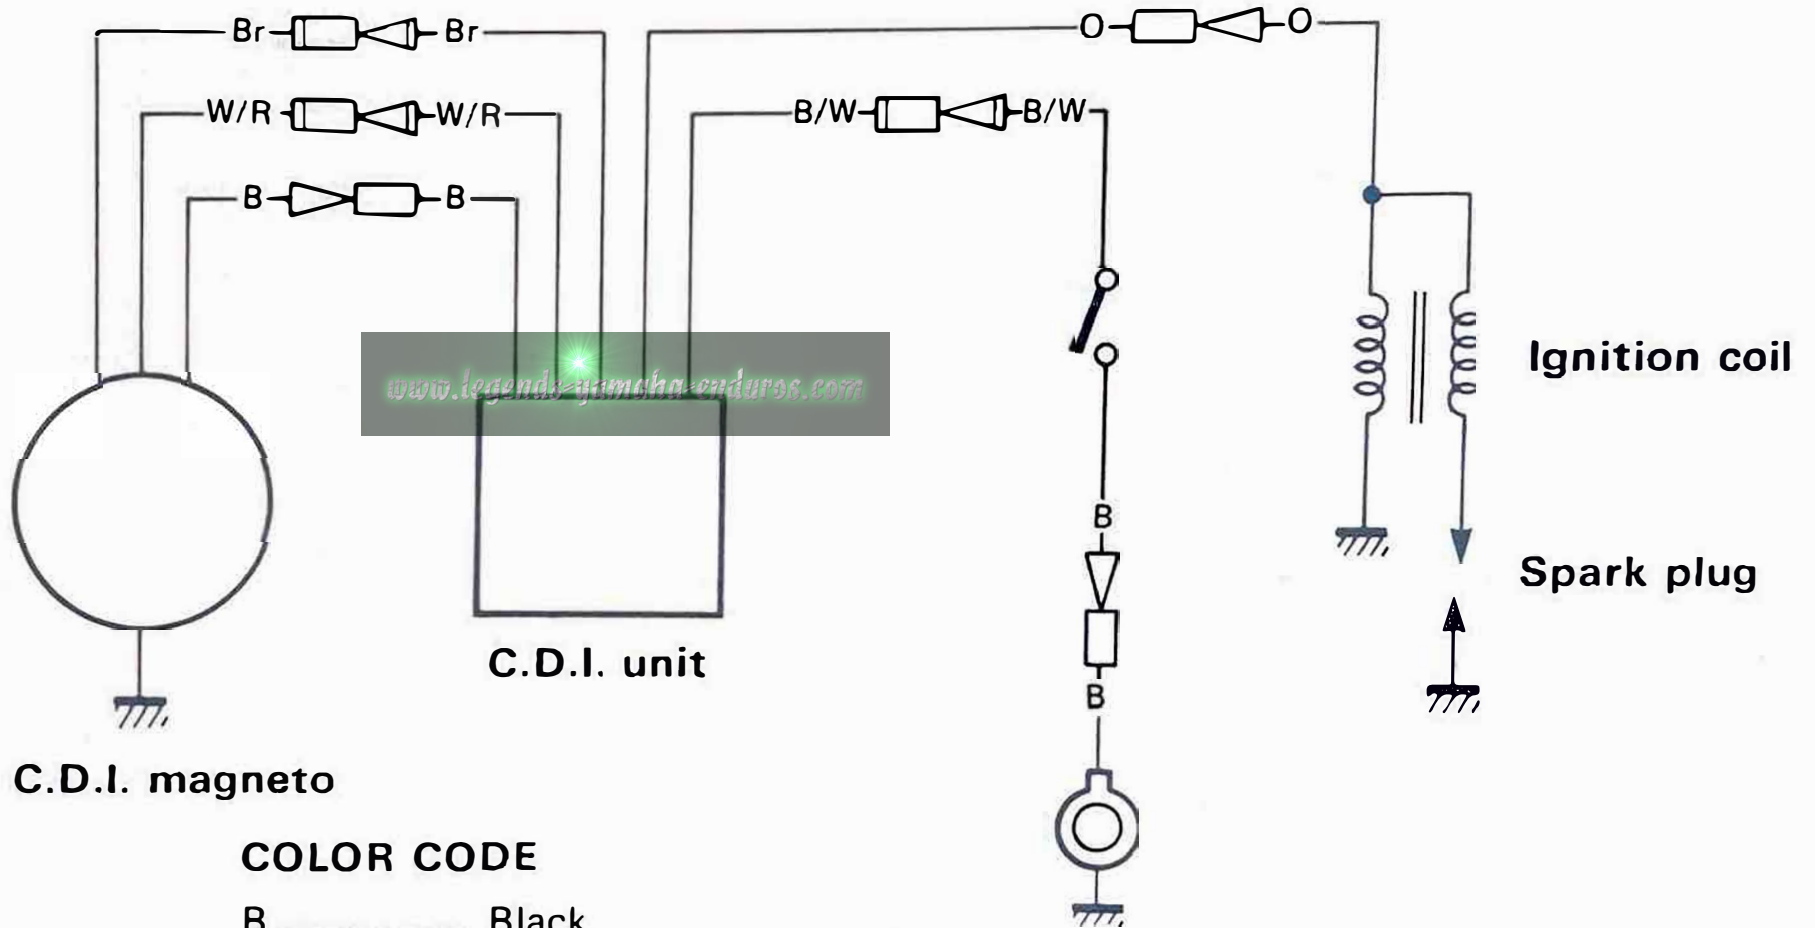 Br Br O O
W/R W/R B/W B/W
B B
www.legends-yamaha-enduros.com
Ignition coil
B
Spark plug
C.D.I. unit
B
C.D.I. magneto
COLOR CODE
B Black